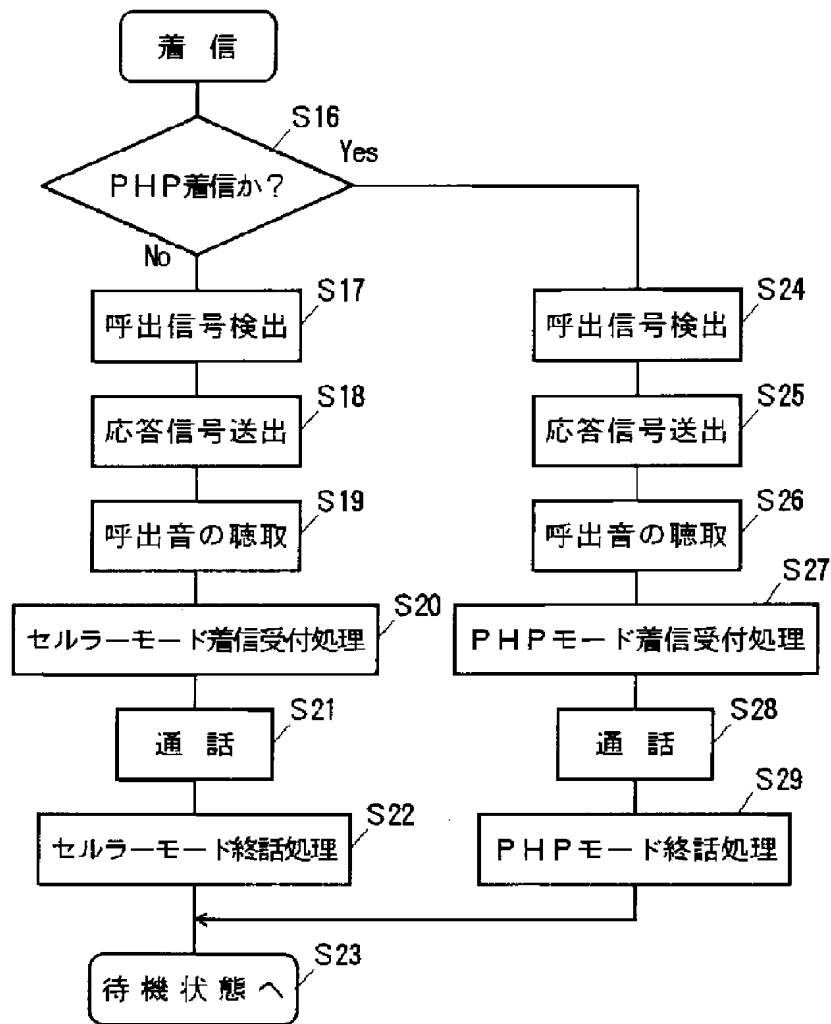 着信
S16
Yes
PHP着信か?
No
S17
呼出信号検出
S18
応答信号送出
S19
呼出音の聴取
S20
セルラーモード着信受付処理
S21
通話
S22
セルラーモード終話処理
S24
呼出信号検出
S25
応答信号送出
S26
呼出音の聴取
S27
PHPモード着信受付処理
S28
通話
S29
PHPモード終話処理
S23
待機状態へ